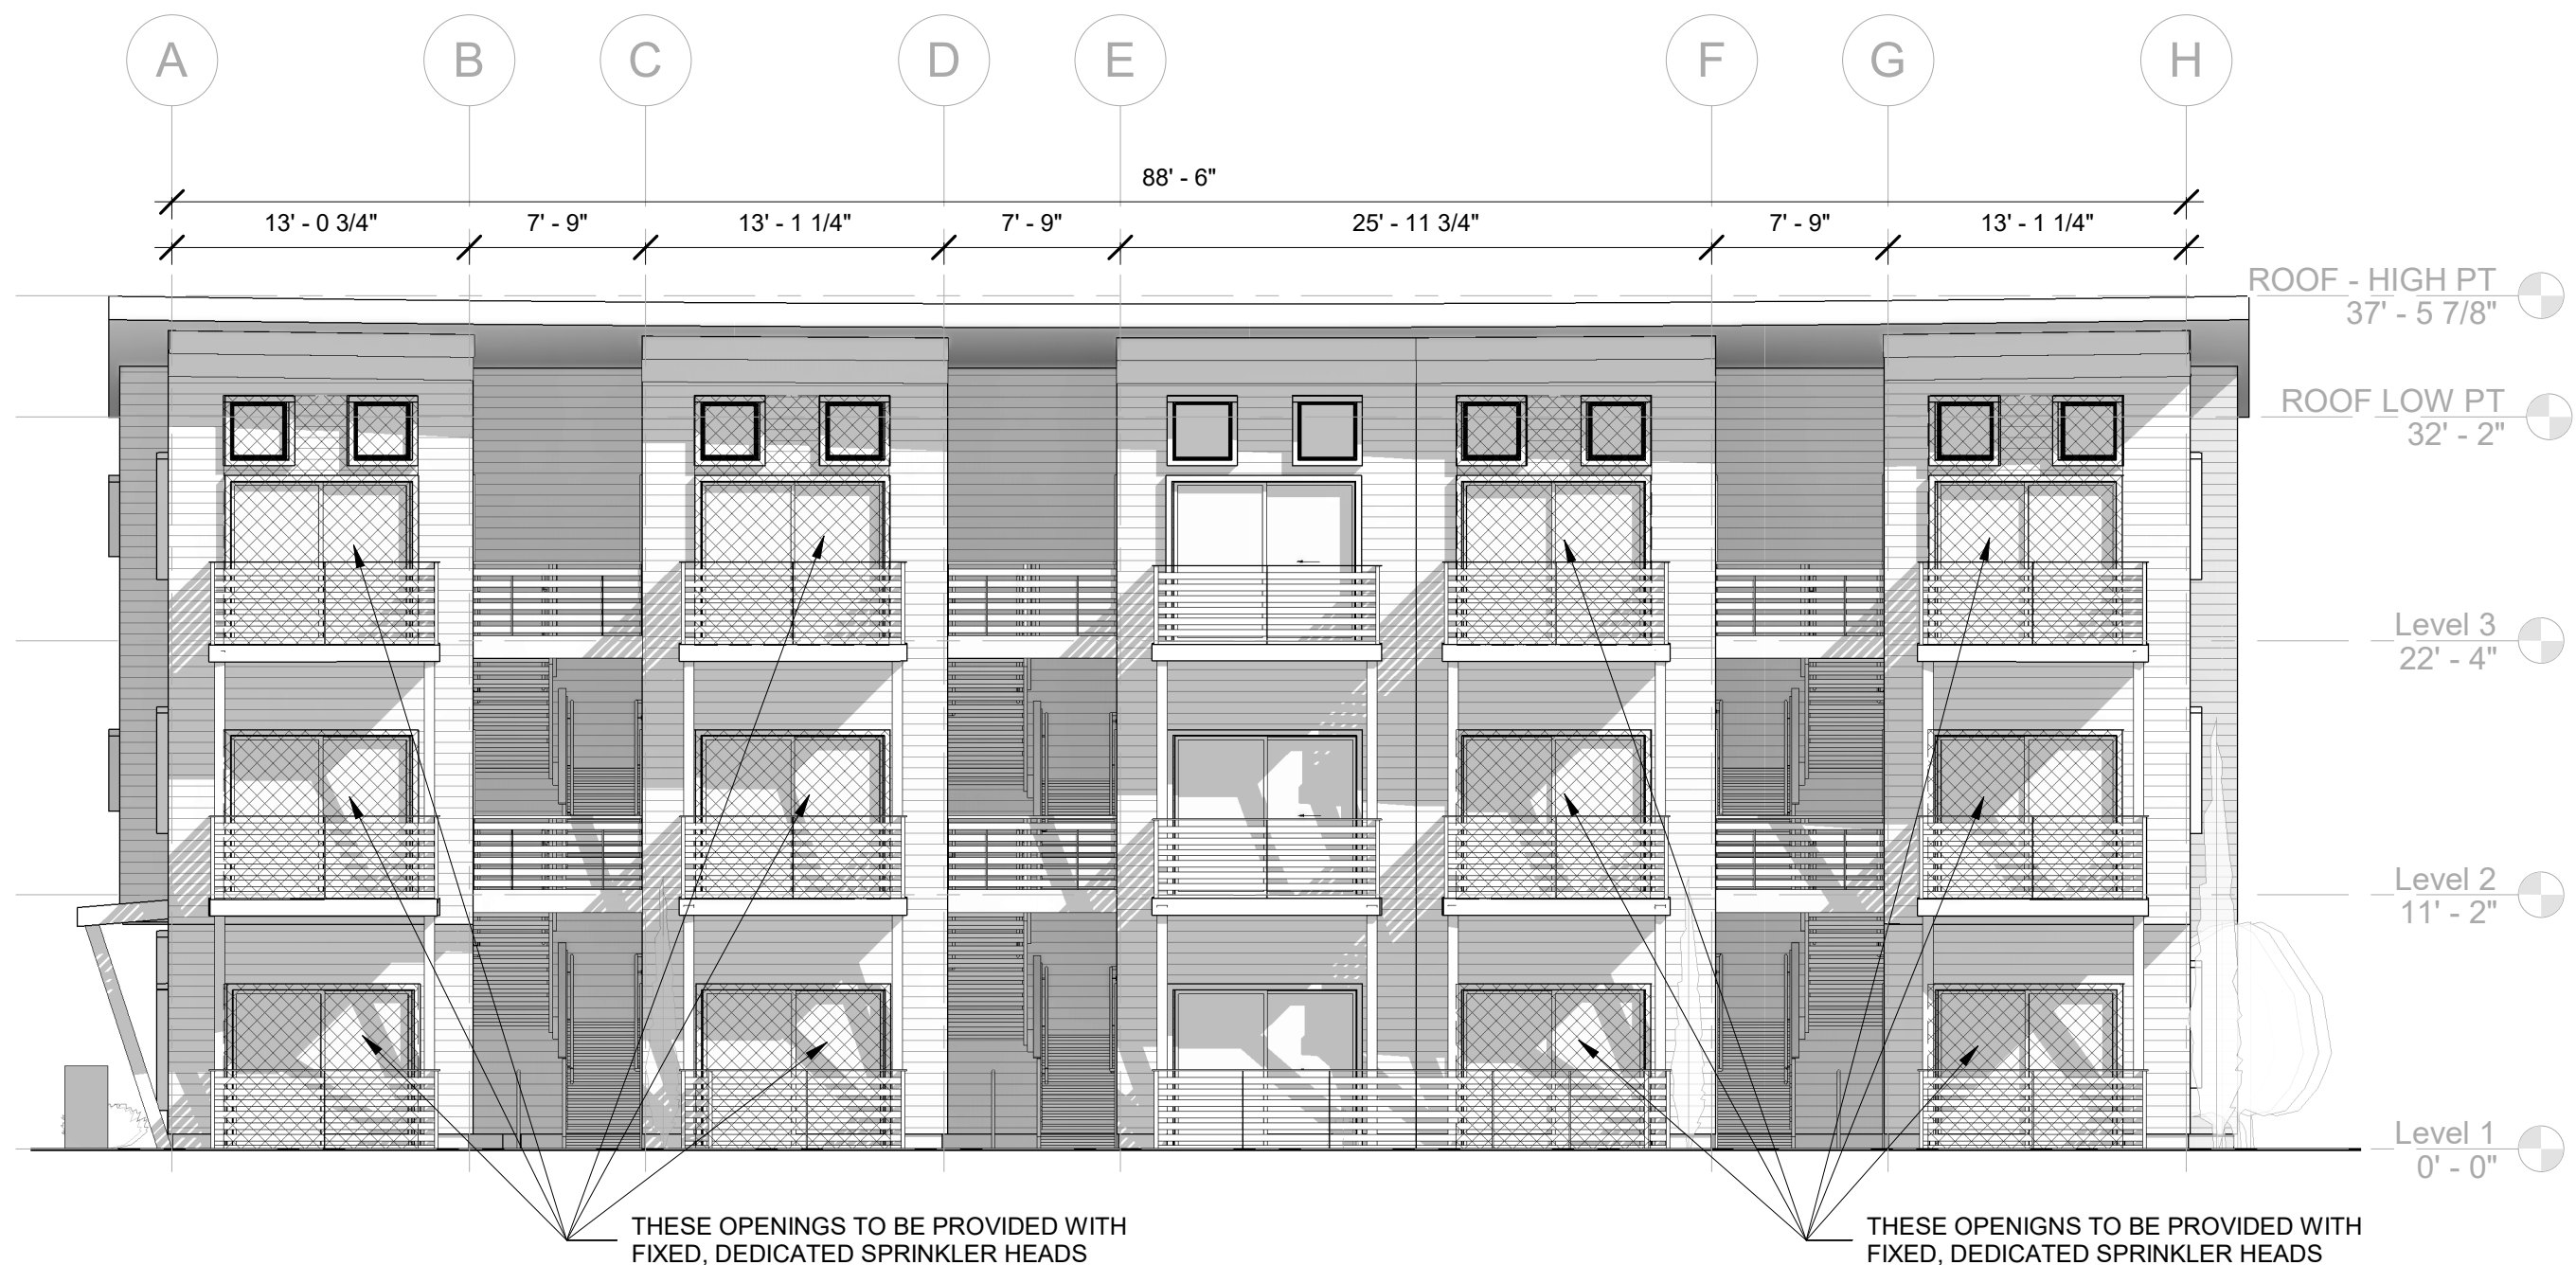 A B C D E F G H
88' - 6"
13' - 0 3/4" 7' - 9" 13' - 1 1/4" 7' - 9" 25' - 11 3/4" 7' - 9" 13' - 1 1/4"
ROOF - HIGH PT
37' - 5 7/8"
ROOF LOW PT
32' - 2"
Level 3
22' - 4"
Level 2
11' - 2"
Level 1
0' - 0"
THESE OPENINGS TO BE PROVIDED WITH
FIXED, DEDICATED SPRINKLER HEADS
THESE OPENIGNS TO BE PROVIDED WITH
FIXED, DEDICATED SPRINKLER HEADS